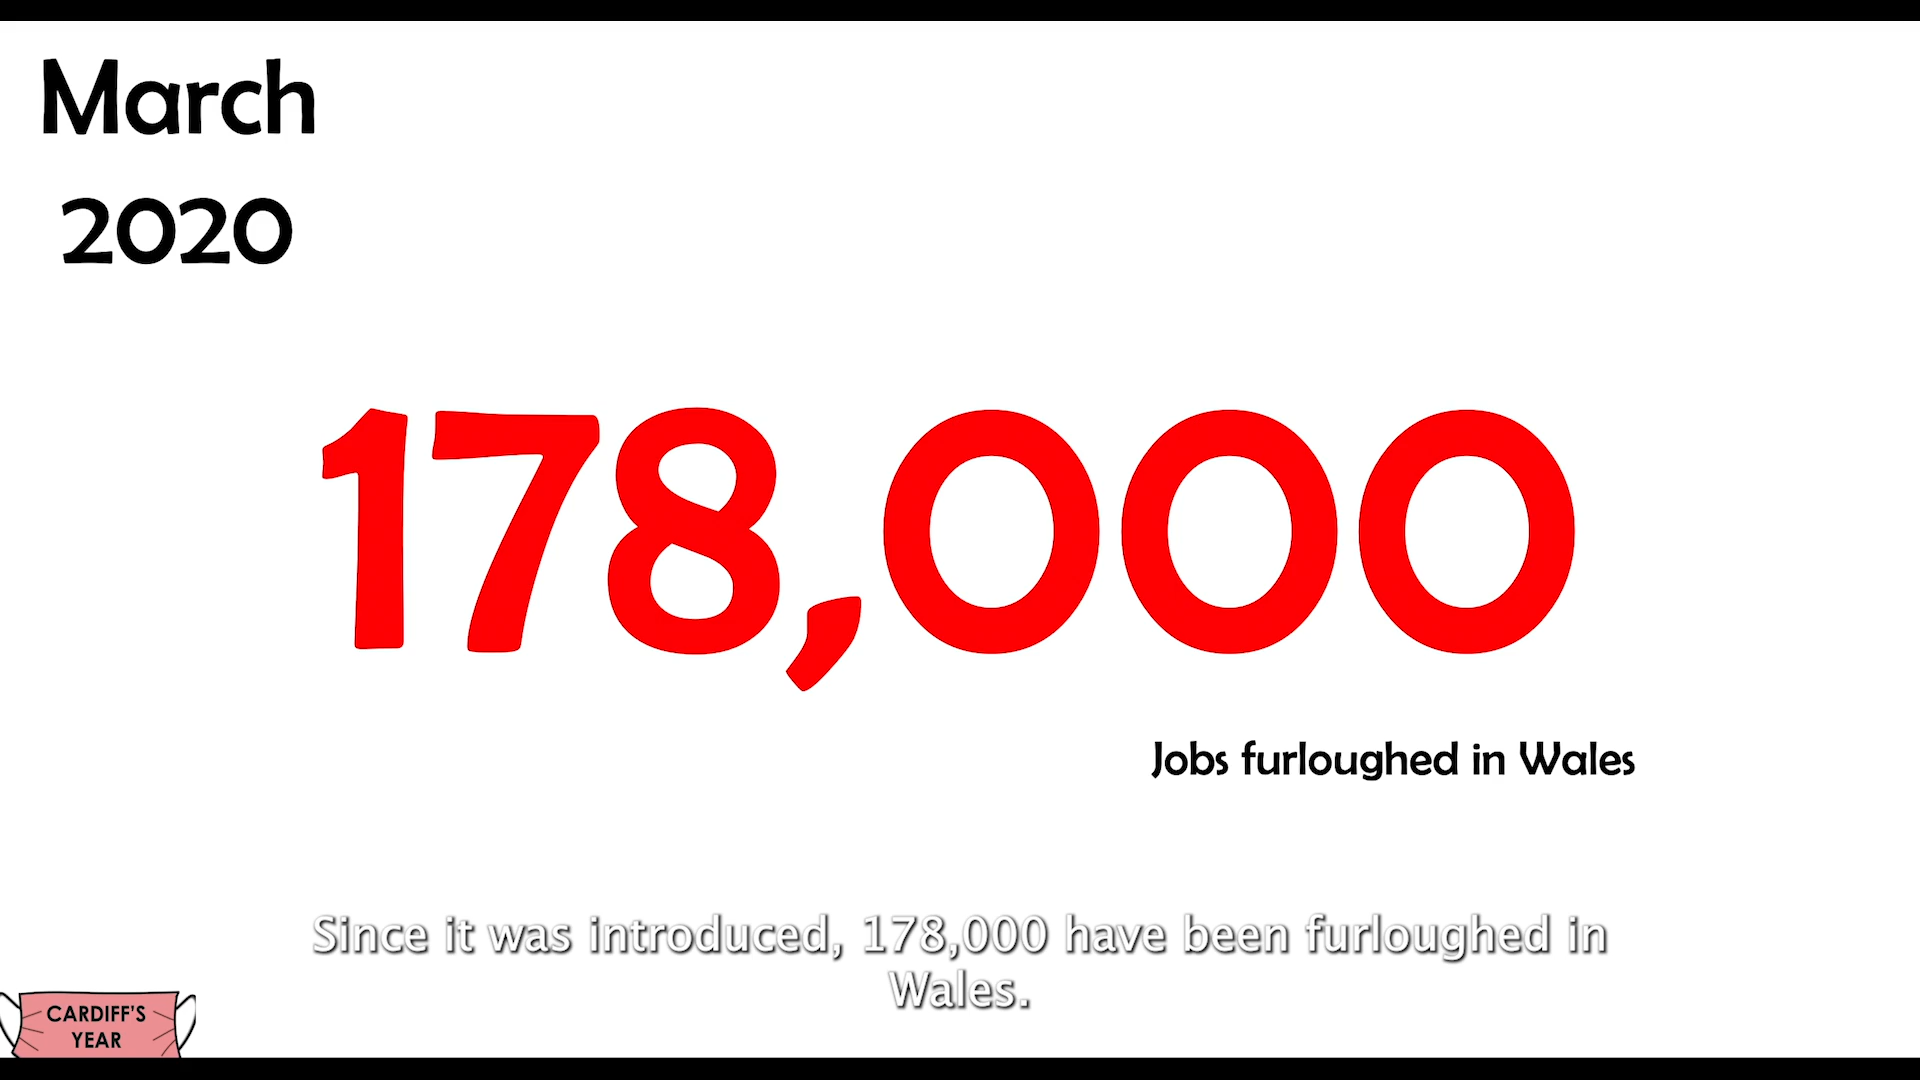 March
2020
178,000
Jobs furloughed in Wales
Since it was introduced, 178,000 have been furloughed in
Wales.
CARDIFF'S
YEAR